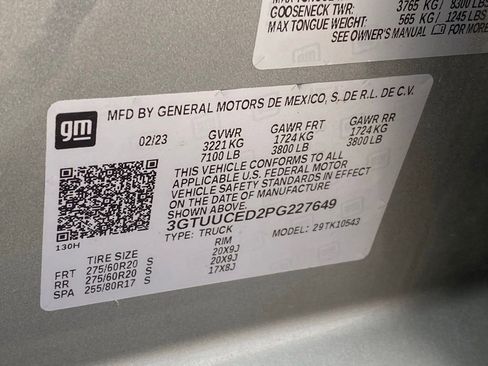 3765 KG / 8300 LBS
GOOSENECK TWR:
565 KG / 1245 LBS
MAX TONGUE WEIGHT:
SEE OWNER'S MANUAL FOR MORE
gm
MFD BY GENERAL MOTORS DE MEXICO, S. DE R.L. DE C.V.
02/23 GVWR GAWR FRT GAWR RR
3221 KG 1724 KG 1724 KG
7100 LB 3800 LB 3800 LB
THIS VEHICLE CONFORMS TO ALL
APPLICABLE U.S. FEDERAL MOTOR
VEHICLE SAFETY STANDARDS IN EFFECT
ON THE DATE OF MANUFACTURE
SHOWN ABOVE.
3GTUUCED2PG227649
TYPE: TRUCK MODEL: 29TK10543
130H
TIRE SIZE RIM
FRT 275/60R20 S 20X9J
RR 275/60R20 S 20X9J
SPA 255/80R17 S 17X8J
gm